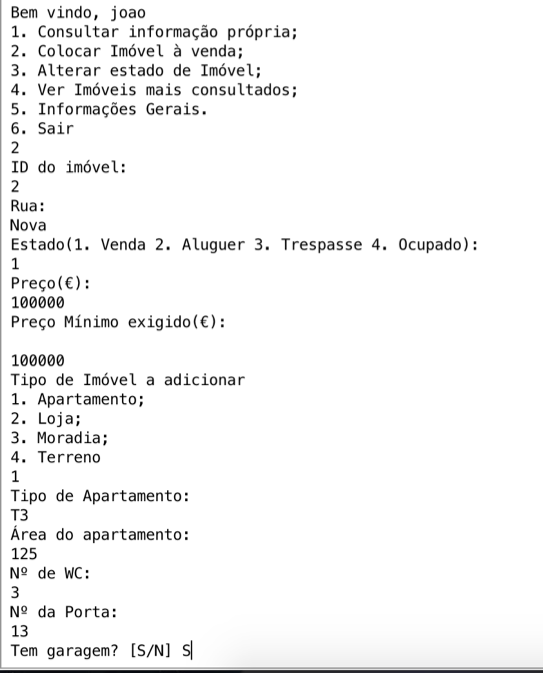 Bem vindo, joao
1. Consultar informação própria;
2. Colocar Imóvel à venda;
3. Alterar estado de Imóvel;
4. Ver Imóveis mais consultados;
5. Informações Gerais.
6. Sair
2
ID do imóvel:
2
Rua:
Nova
Estado(1. Venda 2. Aluguer 3. Trespasse 4. Ocupado):
1
Preço(€):
100000
Preço Mínimo exigido(€):
100000
Tipo de Imóvel a adicionar
1. Apartamento;
2. Loja;
3. Moradia;
4. Terreno
1
Tipo de Apartamento:
T3
Área do apartamento:
125
Nº de WC:
3
Nº da Porta:
13
Tem garagem? [S/N] S